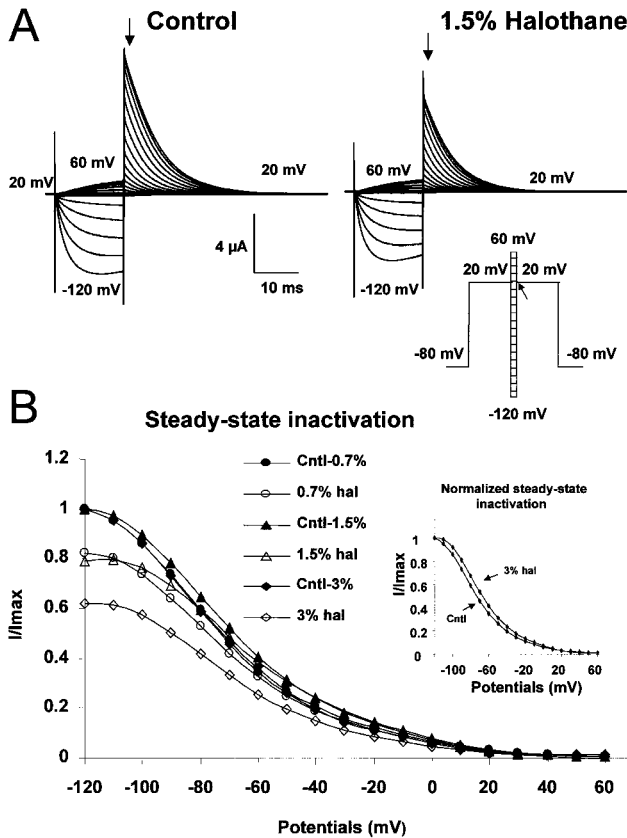 A
Control
1.5% Halothane
60 mV
20 mV
20 mV
-120 mV
4 µA
10 ms
60 mV
20 mV
-120 mV
60 mV
20 mV
20 mV
-80 mV
-80 mV
-120 mV
B
Steady-state inactivation
I/Imax
1.2
1
0.8
0.6
0.4
0.2
0
-120
-100
-80
-60
-40
-20
0
20
40
60
Potentials (mV)
Cntl-0.7%
0.7% hal
Cntl-1.5%
1.5% hal
Cntl-3%
3% hal
Normalized steady-state
inactivation
I/Imax
1
0.8
0.6
0.4
0.2
0
3% hal
Cntl
-100
-60
-20
20
60
Potentials (mV)